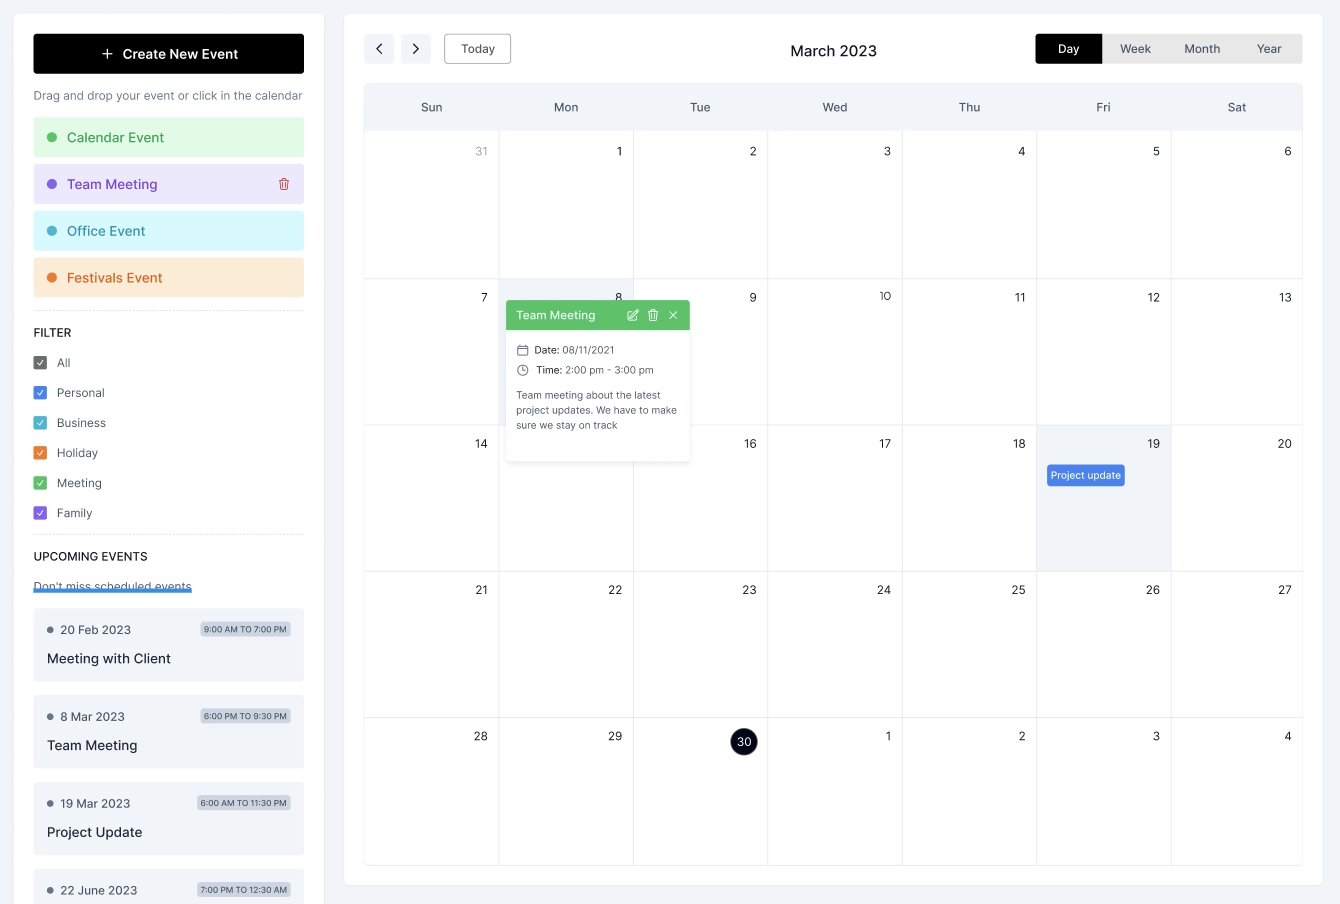 Create New Event
Drag and drop your event or click in the calendar
Calendar Event
Team Meeting
Office Event
Festivals Event
FILTER
All
Personal
Business
Holiday
Meeting
Family
UPCOMING EVENTS
Don't miss scheduled events
20 Feb 2023 9:00 AM TO 7:00 PM
Meeting with Client
8 Mar 2023 6:00 PM TO 9:30 PM
Team Meeting
19 Mar 2023 6:00 AM TO 11:30 PM
Project Update
22 June 2023 7:00 PM TO 12:30 AM
Today
March 2023
Day Week Month Year
Sun Mon Tue Wed Thu Fri Sat
31 1 2 3 4 5 6
7 8 9 10 11 12 13
Team Meeting
Date: 08/11/2021
Time: 2:00 pm - 3:00 pm
Team meeting about the latest
project updates. We have to make
sure we stay on track
14 16 17 18 19 20
Project update
21 22 23 24 25 26 27
28 29 30 1 2 3 4